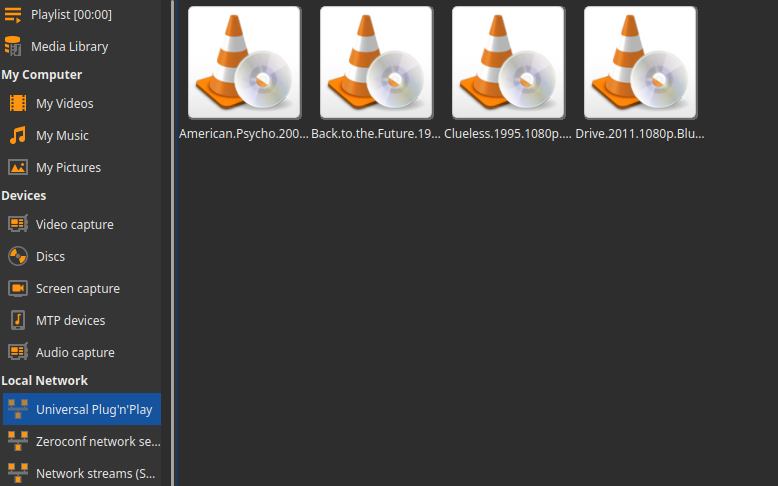 Playlist [00:00]
Media Library
My Computer
My Videos
My Music
My Pictures
Devices
Video capture
Discs
Screen capture
MTP devices
Audio capture
Local Network
Universal Plug'n'Play
Zeroconf network se...
Network streams (S...
American.Psycho.200...
Back.to.the.Future.19...
Clueless.1995.1080p....
Drive.2011.1080p.Blu...